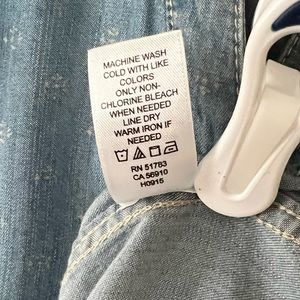 MACHINE WASH
COLD WITH LIKE
COLORS
ONLY NON-
CHLORINE BLEACH
WHEN NEEDED
LINE DRY
WARM IRON IF
NEEDED
RN 51783
CA 56910
H0915